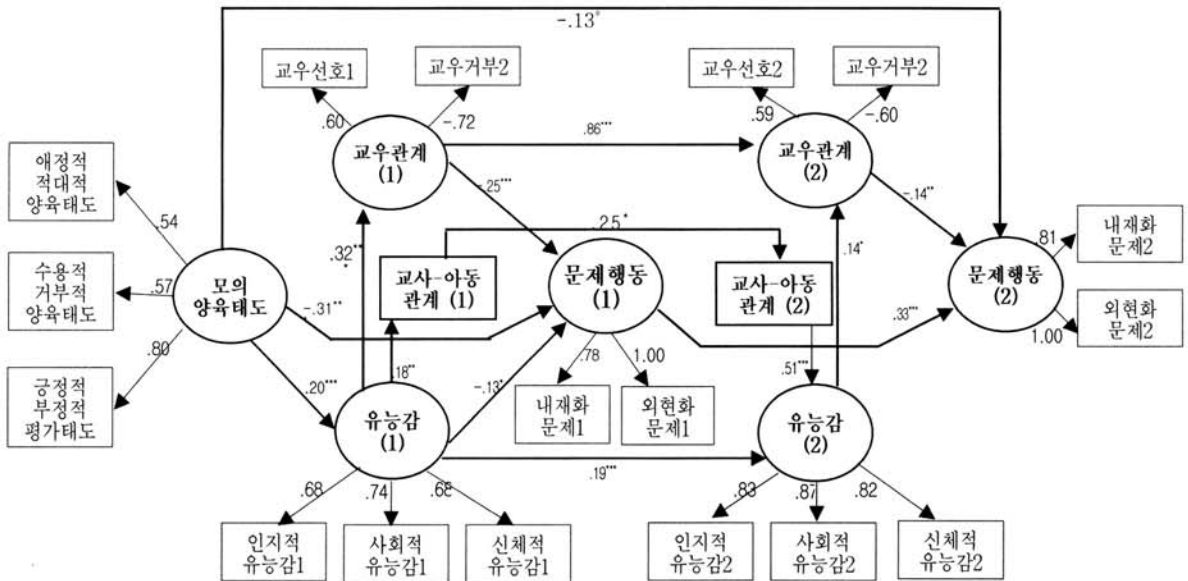 -.13*
교우선호1
교우거부2
교우선호2
교우거부2
.60
-.72
.59
-.60
교우관계
(1)
.86***
교우관계
(2)
애정적
적대적
양육태도
.54
-.25***
-.14**
.25*
내재화
문제2
.81
수용적
거부적
양육태도
.57
모의
양육태도
.32**
*
교사-아동
관계 (1)
문제행동
(1)
교사-아동
관계 (2)
.14*
문제행동
(2)
외현화
문제2
1.00
-.31**
.33***
긍정적
부정적
평가태도
.80
.20***
.18**
-.13*
.78
1.00
.51***
내재화
문제1
외현화
문제1
유능감
(1)
유능감
(2)
.19***
.68
.74
.68
.83
.87
.82
인지적
유능감1
사회적
유능감1
신체적
유능감1
인지적
유능감2
사회적
유능감2
신체적
유능감2